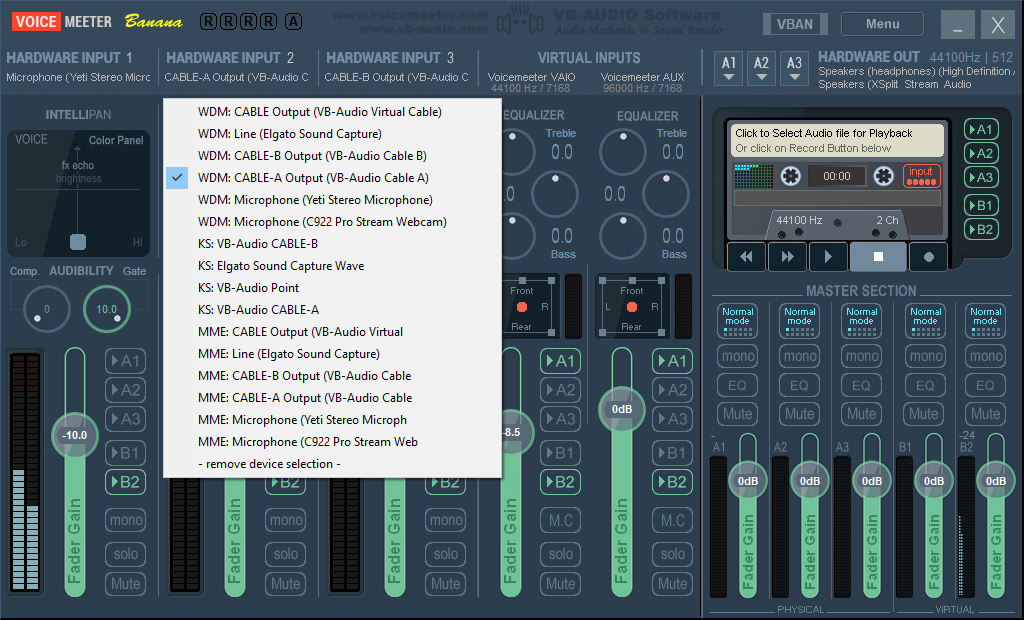 VOICEMEETER Banana R R R R A
www.voicemeeter.com
www.vb-audio.com
VB-AUDIO Software
Audio Mechanic & Sound Breeder
VBAN
Menu
_
X
HARDWARE INPUT 1
Microphone (Yeti Stereo Micrc
HARDWARE INPUT 2
CABLE-A Output (VB-Audio C
HARDWARE INPUT 3
CABLE-B Output (VB-Audio C
VIRTUAL INPUTS
Voicemeeter VAIO
44100 Hz / 7168
Voicemeeter AUX
96000 Hz / 7168
A1
A2
A3
HARDWARE OUT 44100Hz | 512
Speakers (headphones) (High Definition A
Speakers (XSplit Stream Audio
INTELLIPAN
VOICE
Color Panel
fx echo
brightness
Lo
Hi
Comp. AUDIBILITY Gate
0
10.0
WDM: CABLE Output (VB-Audio Virtual Cable)
WDM: Line (Elgato Sound Capture)
WDM: CABLE-B Output (VB-Audio Cable B)
WDM: CABLE-A Output (VB-Audio Cable A)
WDM: Microphone (Yeti Stereo Microphone)
WDM: Microphone (C922 Pro Stream Webcam)
KS: VB-Audio CABLE-B
KS: Elgato Sound Capture Wave
KS: VB-Audio Point
KS: VB-Audio CABLE-A
MME: CABLE Output (VB-Audio Virtual
MME: Line (Elgato Sound Capture)
MME: CABLE-B Output (VB-Audio Cable
MME: CABLE-A Output (VB-Audio Cable
MME: Microphone (Yeti Stereo Microph
MME: Microphone (C922 Pro Stream Web
- remove device selection -
EQUALIZER
Treble
0.0
0.0
Bass
EQUALIZER
Treble
0.0
0.0
0.0
Bass
Front
R
Rear
Front
L
R
Rear
-10.0
Fader Gain
A1
A2
A3
B1
B2
mono
solo
Mute
Fader Gain
B2
mono
solo
Mute
Fader Gain
B2
mono
solo
Mute
-8.5
Fader Gain
A1
A2
A3
B1
B2
M.C
solo
Mute
0dB
Fader Gain
A1
A2
A3
B1
B2
M.C
solo
Mute
Click to Select Audio file for Playback
Or click on Record Button below
00:00
input
44100 Hz
2 Ch
A1
A2
A3
B1
B2
MASTER SECTION
Normal mode
Normal mode
Normal mode
Normal mode
Normal mode
mono
mono
mono
mono
mono
EQ
EQ
EQ
EQ
EQ
Mute
Mute
Mute
Mute
Mute
-
-24
A1
A2
A3
B1
B2
0dB
0dB
0dB
0dB
0dB
Fader Gain
Fader Gain
Fader Gain
Fader Gain
Fader Gain
PHYSICAL
VIRTUAL